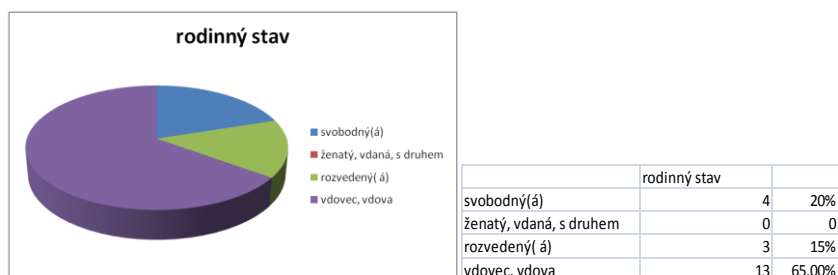 rodinný stav
svobodný(á)
ženatý, vdaná, s druhem
rozvedený( á)
vdovec, vdova
rodinný stav
svobodný(á) 4 20%
ženatý, vdaná, s druhem 0 0
rozvedený( á) 3 15%
vdovec, vdova 13 65,00%